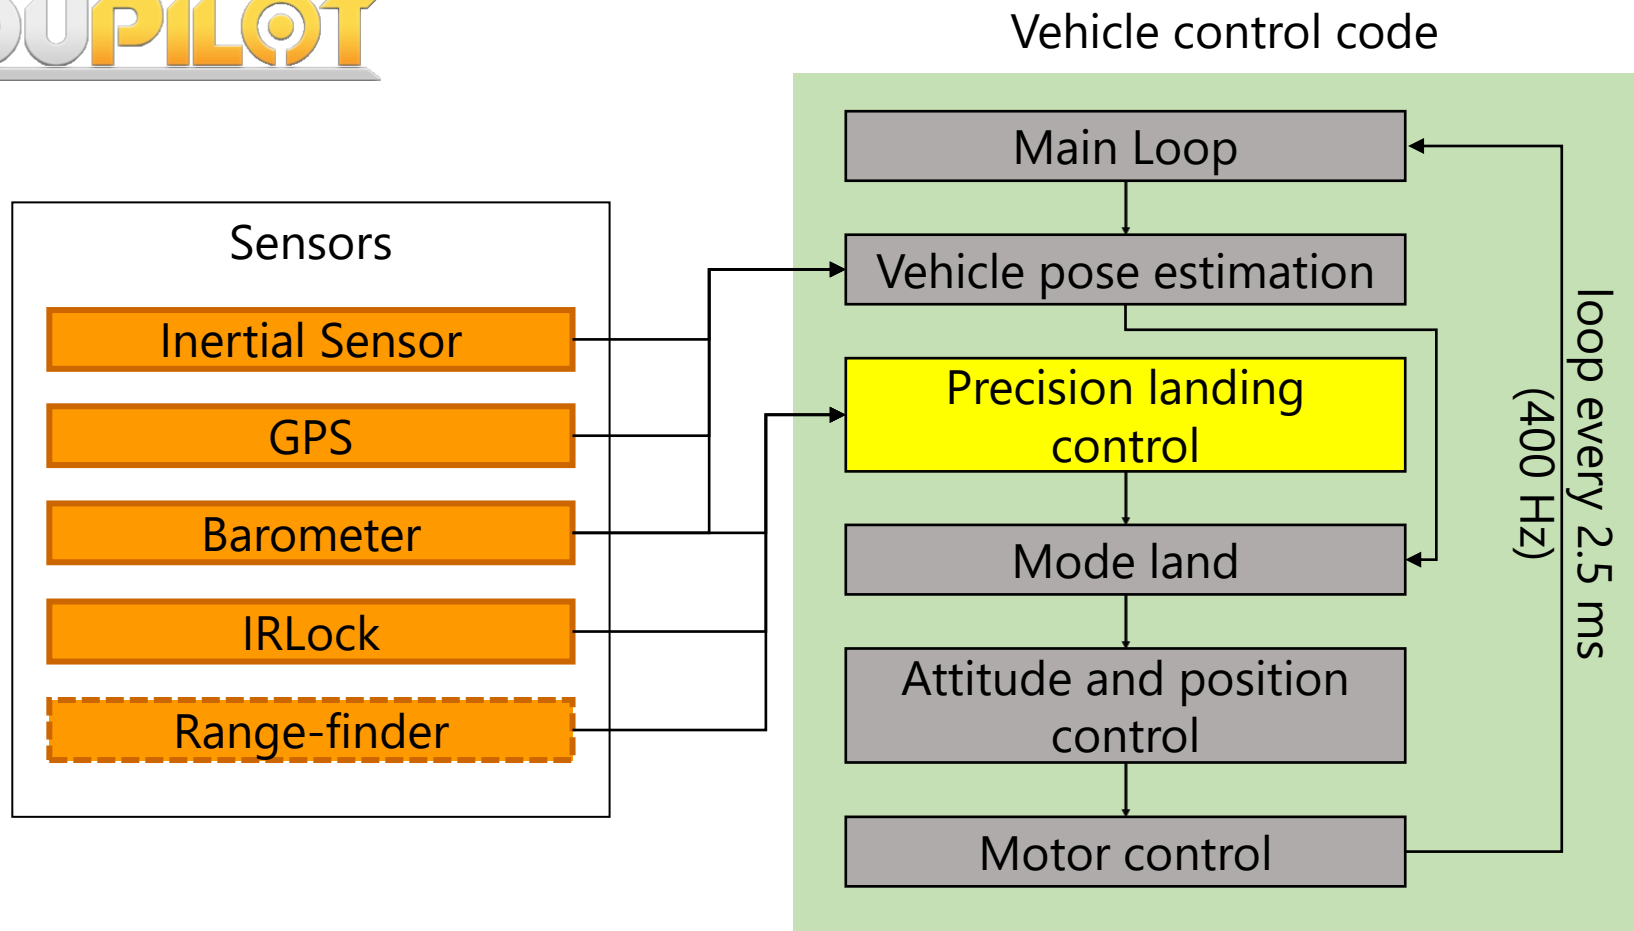 DUPILOT
Vehicle control code
Sensors
Inertial Sensor
GPS
Barometer
IRLock
Range-finder
Main Loop
Vehicle pose estimation
Precision landing
control
Mode land
Attitude and position
control
Motor control
loop every 2.5 ms
(400 Hz)